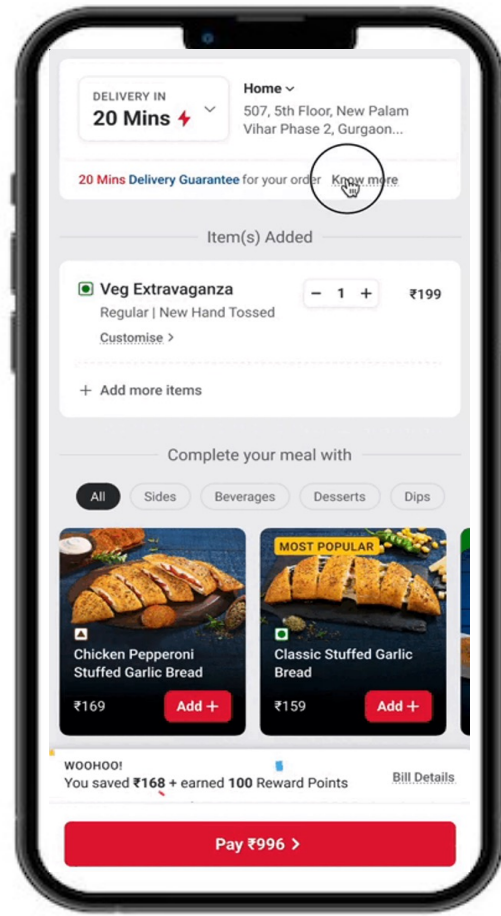 DELIVERY IN
20 Mins
Home
507, 5th Floor, New Palam
Vihar Phase 2, Gurgaon...
20 Mins Delivery Guarantee for your order Know more
Item(s) Added
Veg Extravaganza
− 1 +
₹199
Regular | New Hand Tossed
Customise >
+ Add more items
Complete your meal with
All
Sides
Beverages
Desserts
Dips
Chicken Pepperoni
Stuffed Garlic Bread
₹169
Add +
MOST POPULAR
Classic Stuffed Garlic
Bread
₹159
Add +
WOOHOO!
You saved ₹168 + earned 100 Reward Points
Bill Details
Pay ₹996 >